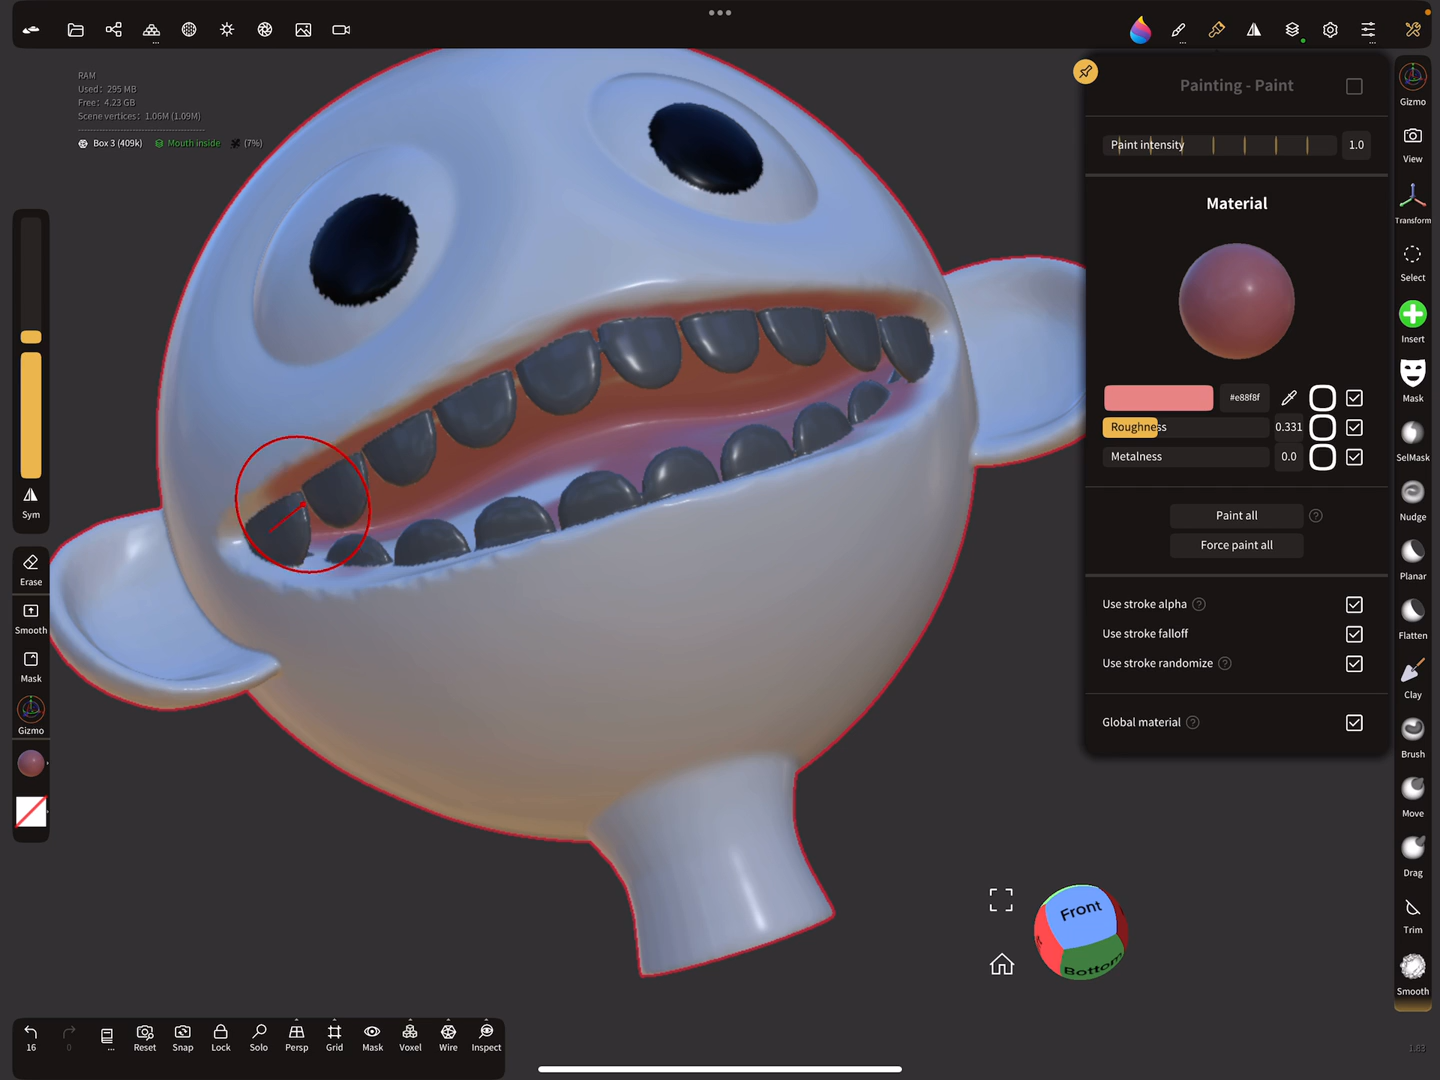 RAM
Used: 295 MB
Free: 4.23 GB
Scene vertices: 1.06M (1.09M)
Box 3 (409k) Mouth inside (7%)
Sym
Erase
Smooth
Mask
Gizmo
Painting - Paint
Paint intensity 1.0
Material
#e88f8f
Roughness 0.331
Metalness 0.0
Paint all
Force paint all
Use stroke alpha
Use stroke falloff
Use stroke randomize
Global material
Gizmo
View
Transform
Select
Insert
Mask
SelMask
Nudge
Planar
Flatten
Clay
Brush
Move
Drag
Trim
Smooth
Front
Bottom
16 0 ... Reset Snap Lock Solo Persp Grid Mask Voxel Wire Inspect
1.83